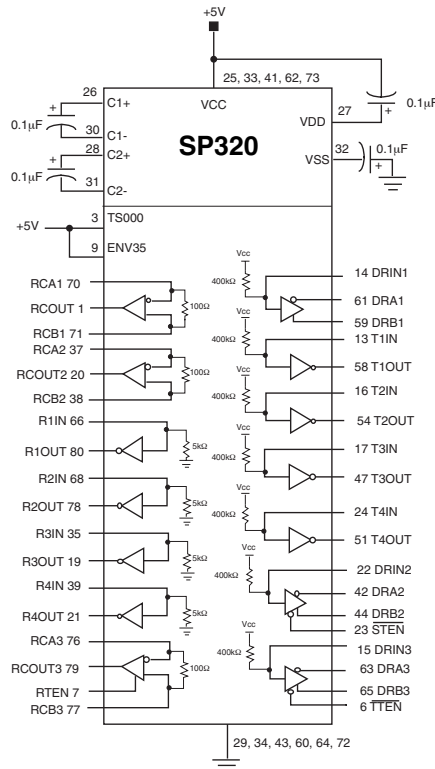 +5V
25, 33, 41, 62, 73
26
C1+
VCC
27
VDD
0.1µF
+
0.1µF
+
30
C1-
28
C2+
SP320
32
VSS
0.1µF
+
0.1µF
+
31
C2-
+5V
3
TS000
9
ENV35
RCA1 70
RCOUT 1
RCB1 71
100Ω
RCA2 37
RCOUT2 20
RCB2 38
100Ω
R1IN 66
R1OUT 80
5kΩ
R2IN 68
R2OUT 78
5kΩ
R3IN 35
R3OUT 19
5kΩ
R4IN 39
R4OUT 21
5kΩ
RCA3 76
RCOUT3 79
RTEN 7
RCB3 77
100Ω
Vcc
400kΩ
14 DRIN1
61 DRA1
59 DRB1
Vcc
400kΩ
13 T1IN
58 T1OUT
Vcc
400kΩ
16 T2IN
54 T2OUT
Vcc
400kΩ
17 T3IN
47 T3OUT
Vcc
400kΩ
24 T4IN
51 T4OUT
Vcc
400kΩ
22 DRIN2
42 DRA2
44 DRB2
23 STEN
Vcc
400kΩ
15 DRIN3
63 DRA3
65 DRB3
6 TTEN
29, 34, 43, 60, 64, 72